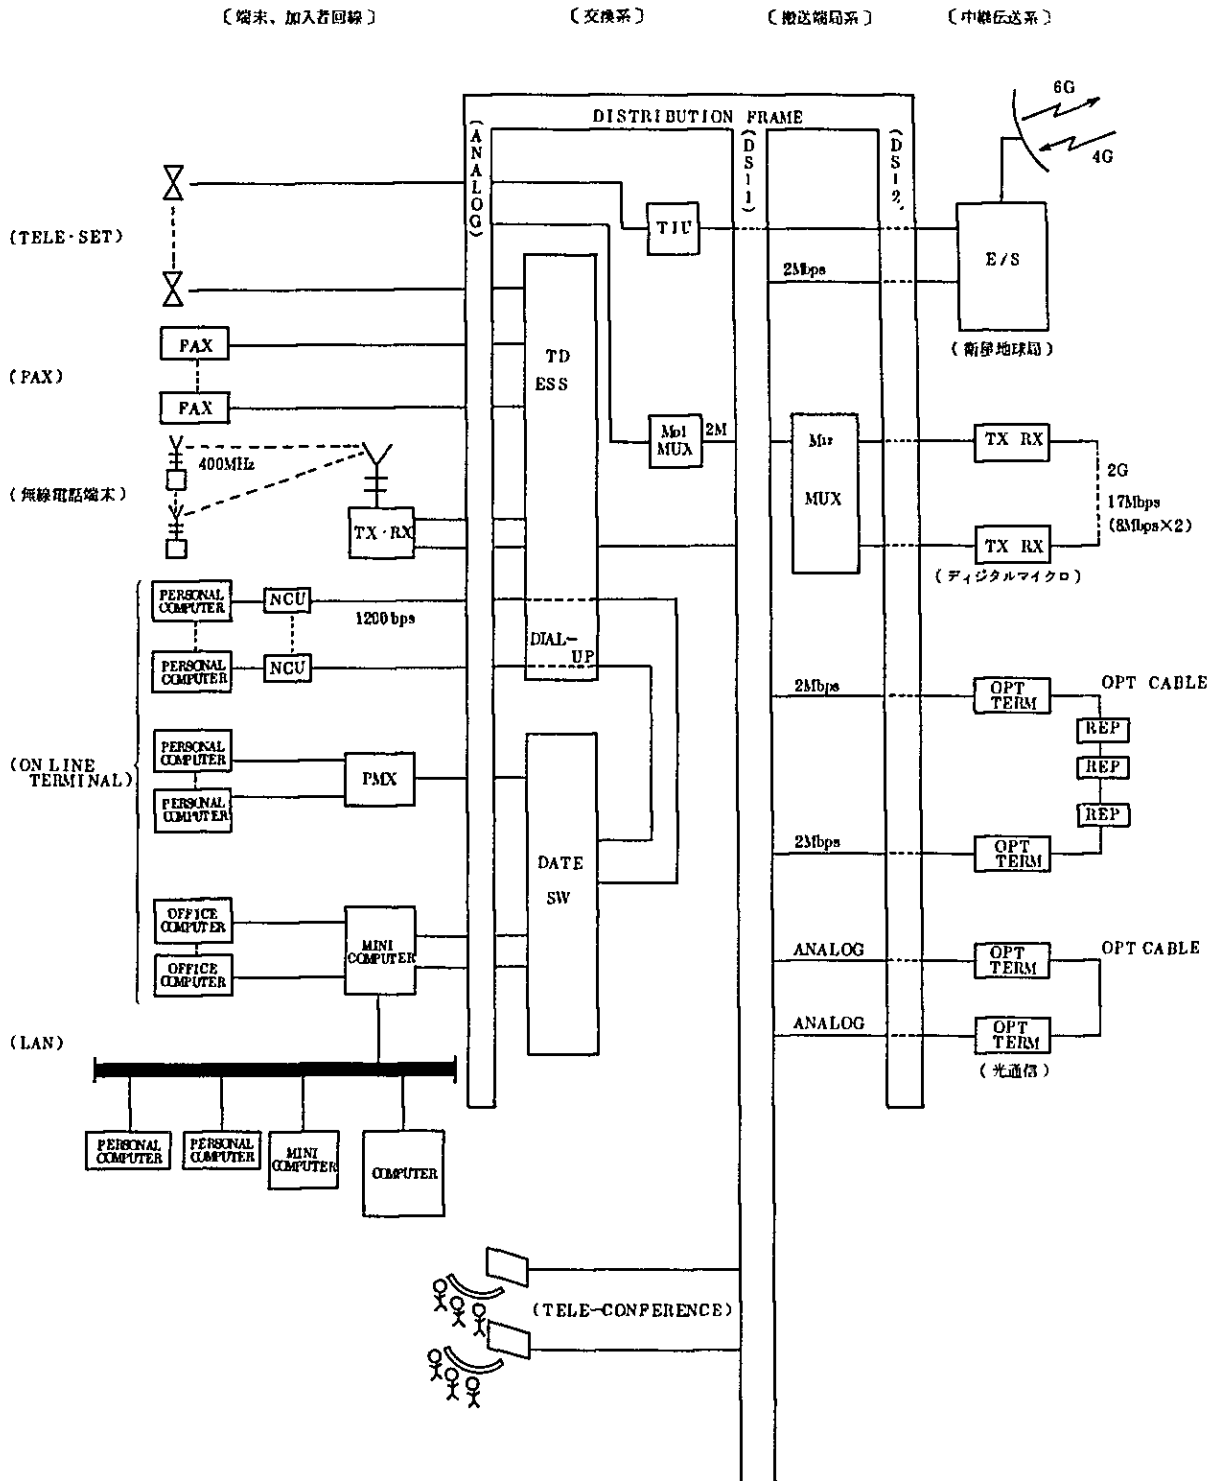 〔端末、加入者回線〕
〔交換系〕
〔搬送端局系〕
〔中継伝送系〕
DISTRIBUTION FRAME
(ANALOG)
(DSI-1)
(DSI-2)
6G
4G
(TELE-SET)
TIU
E/S
2Mbps
(衛星地球局)
(FAX)
FAX
FAX
TD
ESS
400MHz
(無線電話端末)
TX・RX
MUX
2M
MUX
TX RX
TX RX
2G
17Mbps
(8Mbps×2)
(ディジタルマイクロ)
PERSONAL
COMPUTER
NCU
1200bps
PERSONAL
COMPUTER
NCU
DIAL-
UP
2Mbps
OPT
TERM
OPT CABLE
REP
REP
REP
(ON LINE
TERMINAL)
PERSONAL
COMPUTER
PERSONAL
COMPUTER
PMX
DATE
SW
2Mbps
OPT
TERM
OFFICE
COMPUTER
OFFICE
COMPUTER
MINI
COMPUTER
ANALOG
OPT
TERM
OPT CABLE
ANALOG
OPT
TERM
(光通信)
(LAN)
PERSONAL
COMPUTER
PERSONAL
COMPUTER
MINI
COMPUTER
COMPUTER
(TELE-CONFERENCE)